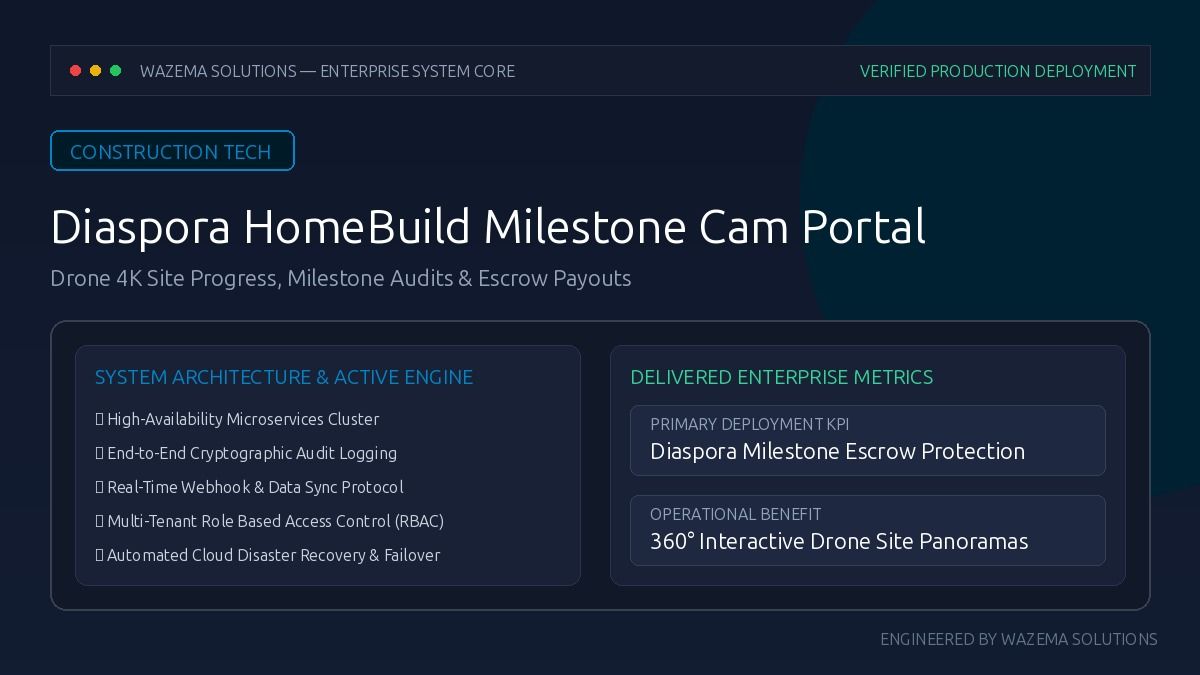 WAZEMA SOLUTIONS — ENTERPRISE SYSTEM CORE
VERIFIED PRODUCTION DEPLOYMENT
CONSTRUCTION TECH
Diaspora HomeBuild Milestone Cam Portal
Drone 4K Site Progress, Milestone Audits & Escrow Payouts
SYSTEM ARCHITECTURE & ACTIVE ENGINE
High-Availability Microservices Cluster
End-to-End Cryptographic Audit Logging
Real-Time Webhook & Data Sync Protocol
Multi-Tenant Role Based Access Control (RBAC)
Automated Cloud Disaster Recovery & Failover
DELIVERED ENTERPRISE METRICS
PRIMARY DEPLOYMENT KPI
Diaspora Milestone Escrow Protection
OPERATIONAL BENEFIT
360° Interactive Drone Site Panoramas
ENGINEERED BY WAZEMA SOLUTIONS